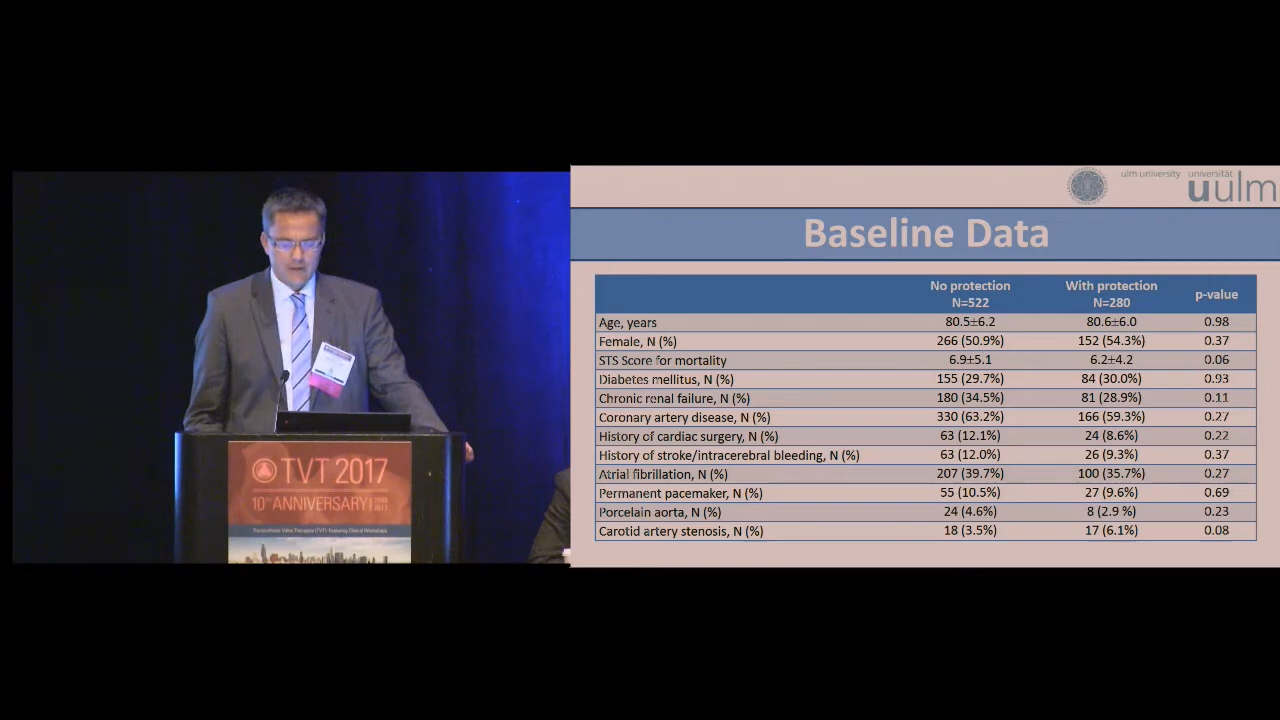 TVT 2017
10TH ANNIVERSARY
Transcatheter Valve Therapies (TVT): Featuring Clinical Workshops
ulm university universität
uulm
Baseline Data
No protection N=522 With protection N=280 p-value
Age, years 80.5±6.2 80.6±6.0 0.98
Female, N (%) 266 (50.9%) 152 (54.3%) 0.37
STS Score for mortality 6.9±5.1 6.2±4.2 0.06
Diabetes mellitus, N (%) 155 (29.7%) 84 (30.0%) 0.93
Chronic renal failure, N (%) 180 (34.5%) 81 (28.9%) 0.11
Coronary artery disease, N (%) 330 (63.2%) 166 (59.3%) 0.27
History of cardiac surgery, N (%) 63 (12.1%) 24 (8.6%) 0.22
History of stroke/intracerebral bleeding, N (%) 63 (12.0%) 26 (9.3%) 0.37
Atrial fibrillation, N (%) 207 (39.7%) 100 (35.7%) 0.27
Permanent pacemaker, N (%) 55 (10.5%) 27 (9.6%) 0.69
Porcelain aorta, N (%) 24 (4.6%) 8 (2.9 %) 0.23
Carotid artery stenosis, N (%) 18 (3.5%) 17 (6.1%) 0.08